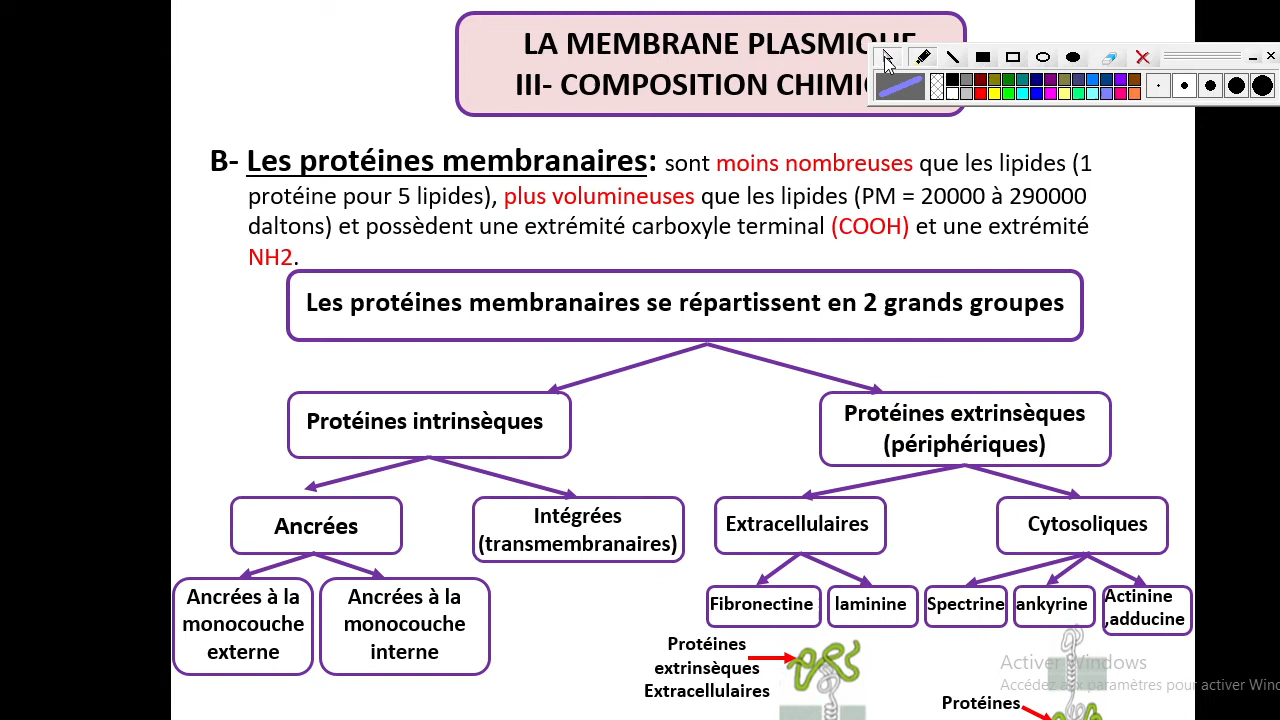 LA MEMBRANE PLASMIQUE
III- COMPOSITION CHIMI
B- Les protéines membranaires: sont moins nombreuses que les lipides (1
protéine pour 5 lipides), plus volumineuses que les lipides (PM = 20000 à 290000
daltons) et possèdent une extrémité carboxyle terminal (COOH) et une extrémité
NH2.
Les protéines membranaires se répartissent en 2 grands groupes
Protéines intrinsèques
Protéines extrinsèques
(périphériques)
Ancrées
Intégrées
(transmembranaires)
Extracellulaires
Cytosoliques
Ancrées à la
monocouche
externe
Ancrées à la
monocouche
interne
Fibronectine
laminine
Spectrine
ankyrine
Actinine
,adducine
Protéines
extrinsèques
Extracellulaires
Activer Windows
Accédez aux paramètres pour activer Wind
Protéines